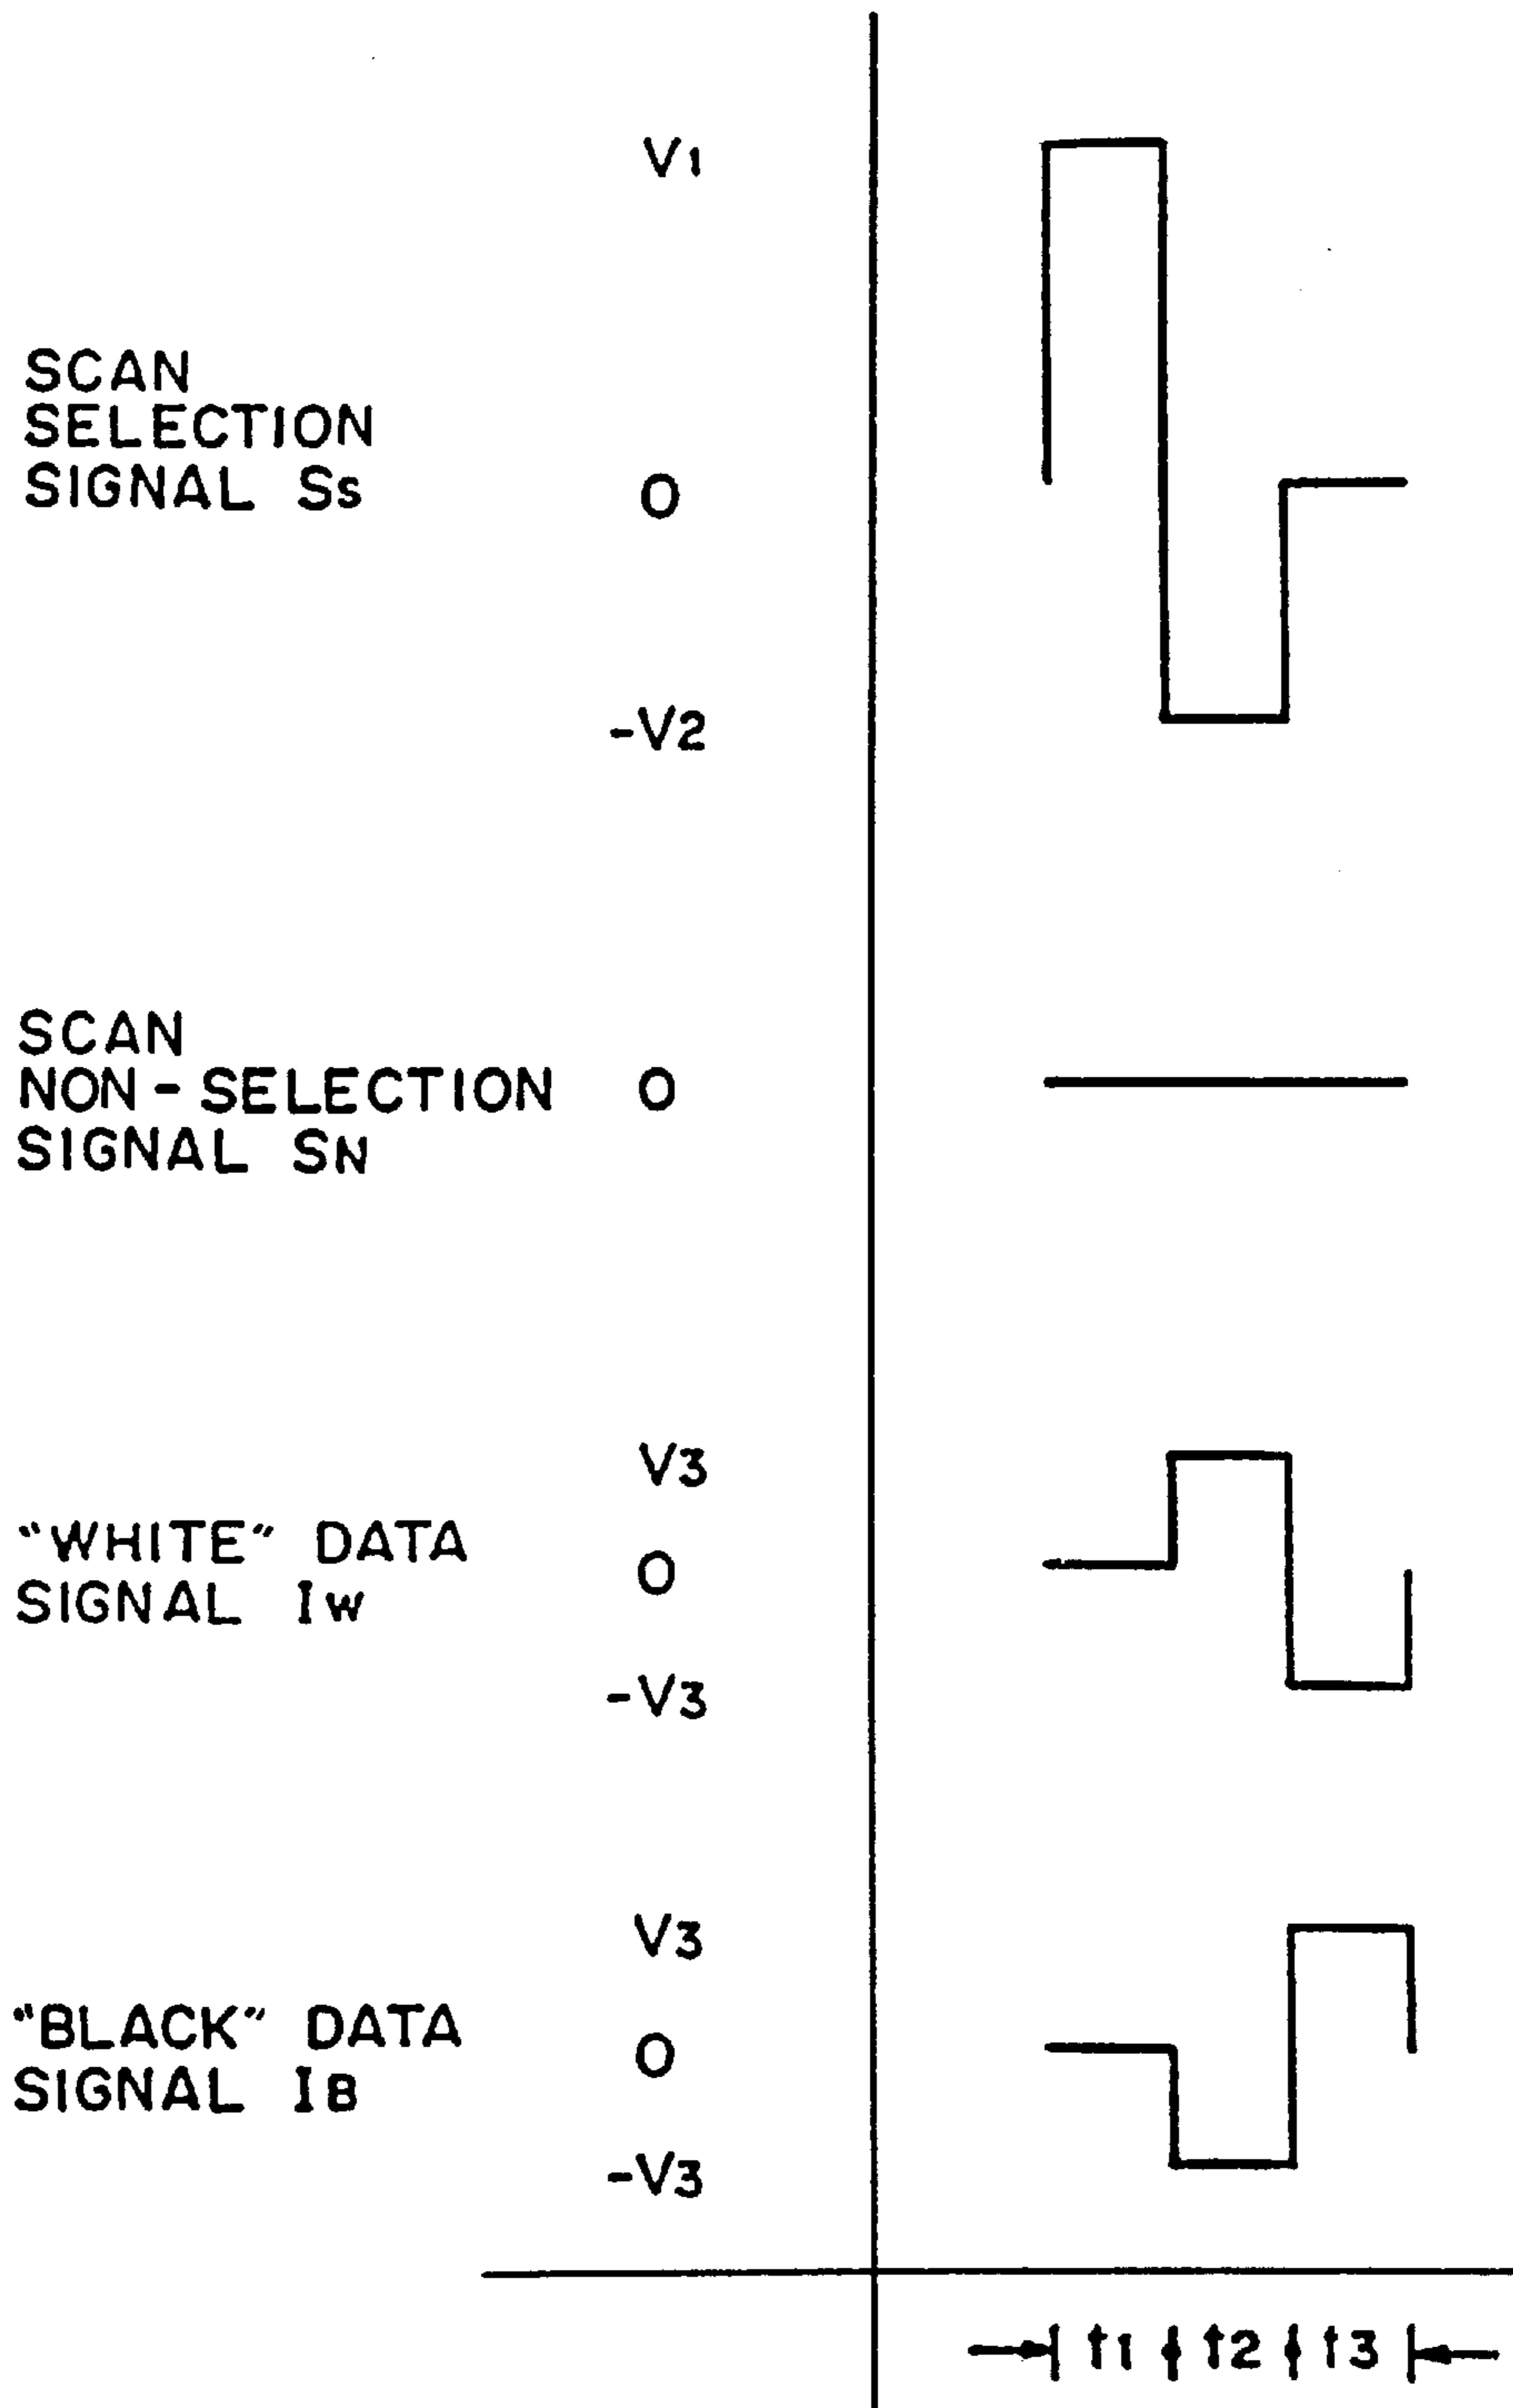 V1
SCAN
SELECTION
SIGNAL Ss
0
-V2
SCAN
NON-SELECTION
SIGNAL SN
0
V3
"WHITE" DATA
SIGNAL IW
0
-V3
V3
"BLACK" DATA
SIGNAL IB
0
-V3
t1 t2 t3